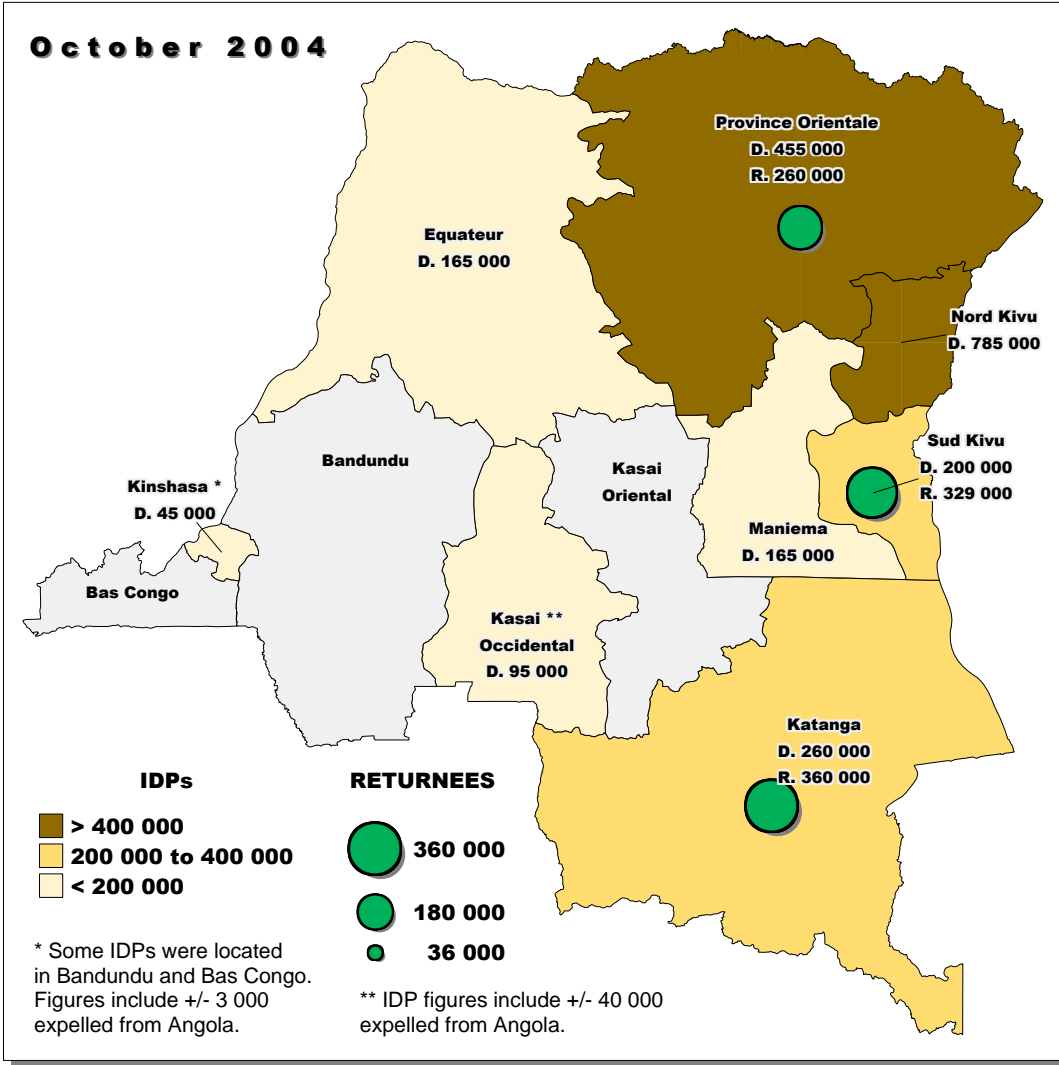 October 2004
Province Orientale
D. 455 000
R. 260 000
Equateur
D. 165 000
Nord Kivu
D. 785 000
Sud Kivu
D. 200 000
R. 329 000
Bandundu
Kasai
Oriental
Kinshasa *
D. 45 000
Maniema
D. 165 000
Bas Congo
Kasai **
Occidental
D. 95 000
Katanga
D. 260 000
R. 360 000
IDPs
> 400 000
200 000 to 400 000
< 200 000
RETURNEES
360 000
180 000
36 000
* Some IDPs were located
in Bandundu and Bas Congo.
Figures include +/- 3 000
expelled from Angola.
** IDP figures include +/- 40 000
expelled from Angola.